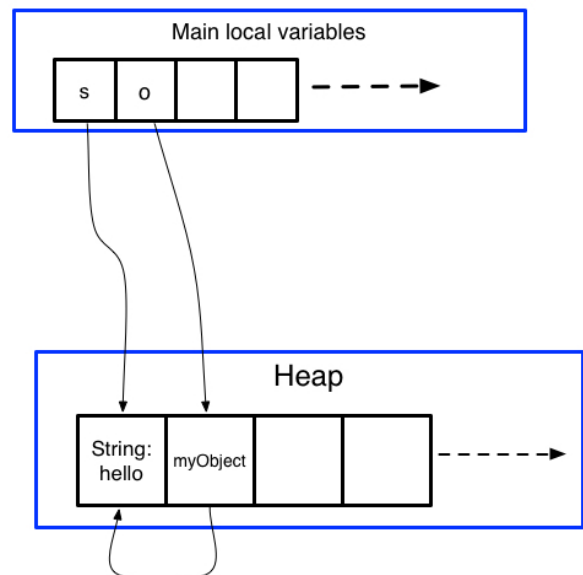 Main local variables
s
o
Heap
String:
hello
myObject